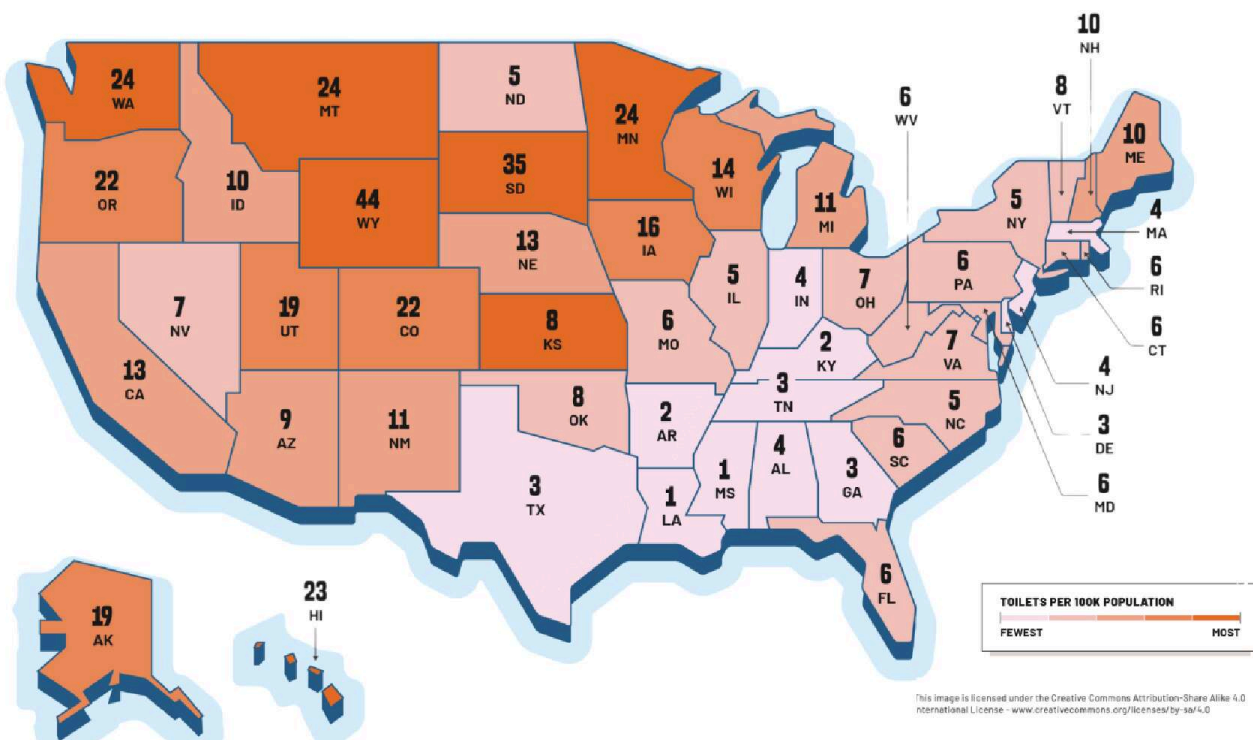 10
NH
24
WA
24
MT
5
ND
24
MN
6
WV
8
VT
10
ME
22
OR
10
ID
44
WY
35
SD
14
WI
11
MI
5
NY
4
MA
13
NE
16
IA
6
PA
6
RI
7
NV
19
UT
22
CO
8
KS
6
MO
5
IL
4
IN
7
OH
7
VA
6
CT
13
CA
2
KY
4
NJ
9
AZ
11
NM
8
OK
2
AR
3
TN
5
NC
3
DE
3
TX
1
LA
1
MS
4
AL
3
GA
6
SC
6
MD
6
FL
19
AK
23
HI
TOILETS PER 100K POPULATION
FEWEST MOST
This image is licensed under the Creative Commons Attribution-Share Alike 4.0
nternational License - www.creativecommons.org/licenses/by-sa/4.0